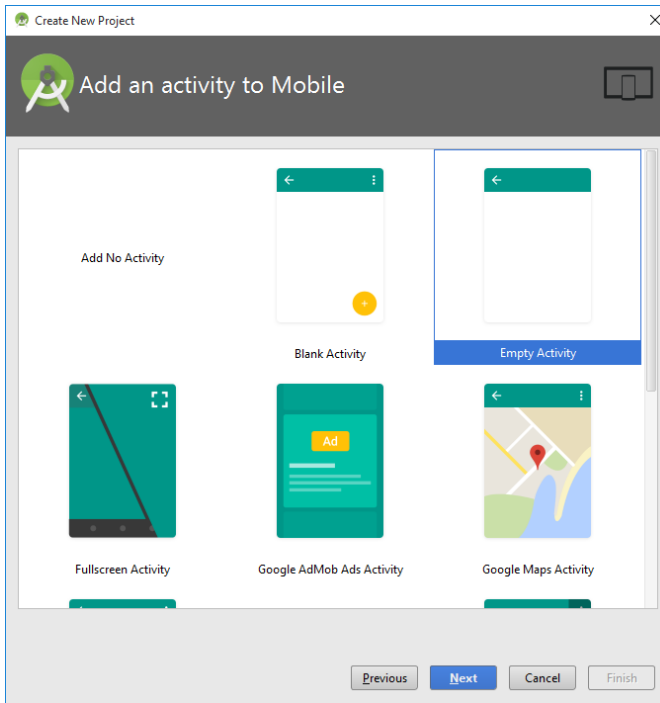 Create New Project
Add an activity to Mobile
Add No Activity
Blank Activity
Empty Activity
Ad
Fullscreen Activity
Google AdMob Ads Activity
Google Maps Activity
Previous
Next
Cancel
Finish